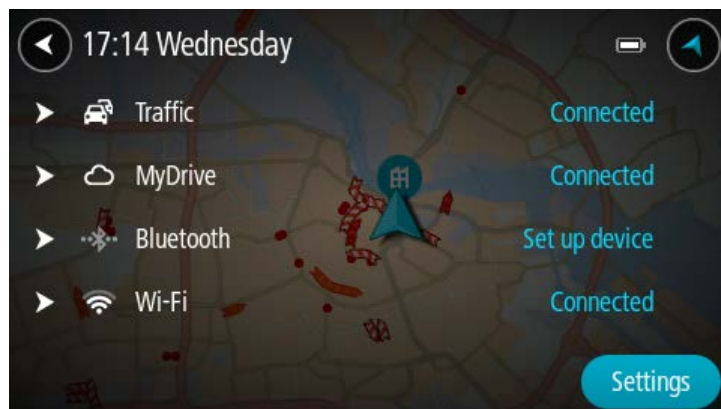 17:14 Wednesday
Traffic Connected
MyDrive Connected
Bluetooth Set up device
Wi-Fi Connected
Settings